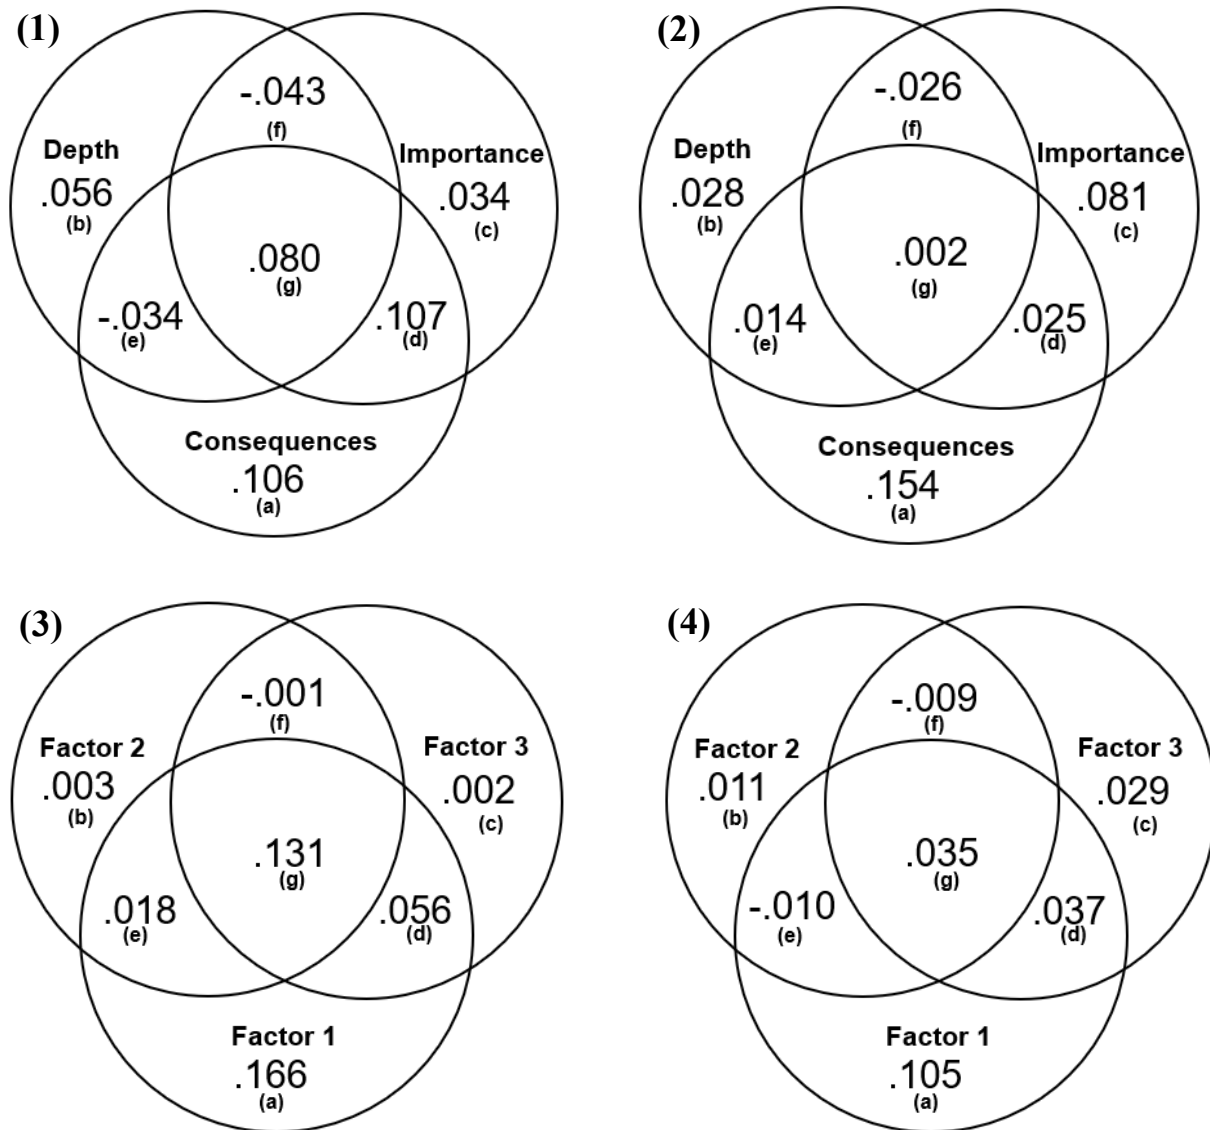 (1)
-.043
(f)
Depth
.056
(b)
Importance
.034
(c)
.080
(g)
-.034
(e)
.107
(d)
Consequences
.106
(a)
(2)
-.026
(f)
Depth
.028
(b)
Importance
.081
(c)
.002
(g)
.014
(e)
.025
(d)
Consequences
.154
(a)
(3)
-.001
(f)
Factor 2
.003
(b)
Factor 3
.002
(c)
.131
(g)
.018
(e)
.056
(d)
Factor 1
.166
(a)
(4)
-.009
(f)
Factor 2
.011
(b)
Factor 3
.029
(c)
.035
(g)
-.010
(e)
.037
(d)
Factor 1
.105
(a)